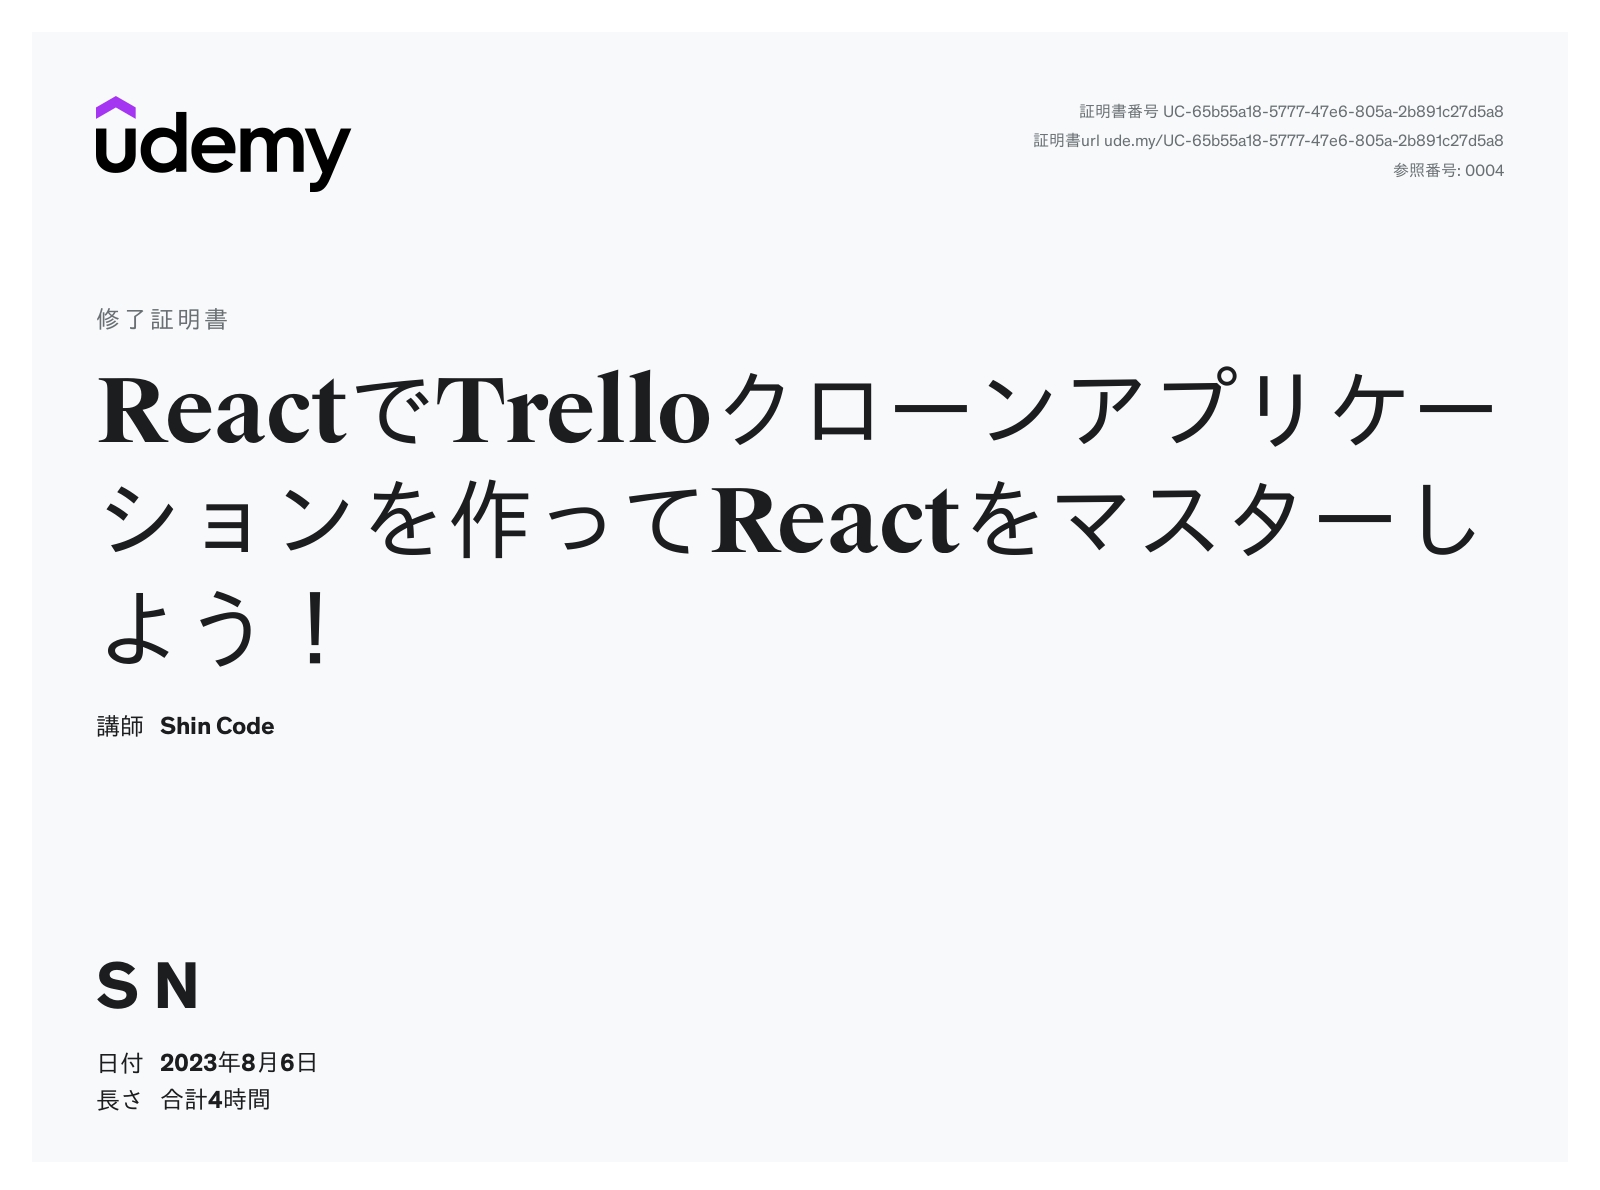 udemy
証明書番号 UC-65b55a18-5777-47e6-805a-2b891c27d5a8
証明書url ude.my/UC-65b55a18-5777-47e6-805a-2b891c27d5a8
参照番号: 0004
修了証明書
ReactでTrelloクローンアプリケー
ションを作ってReactをマスターし
よう！
講師 Shin Code
S N
日付 2023年8月6日
長さ 合計4時間